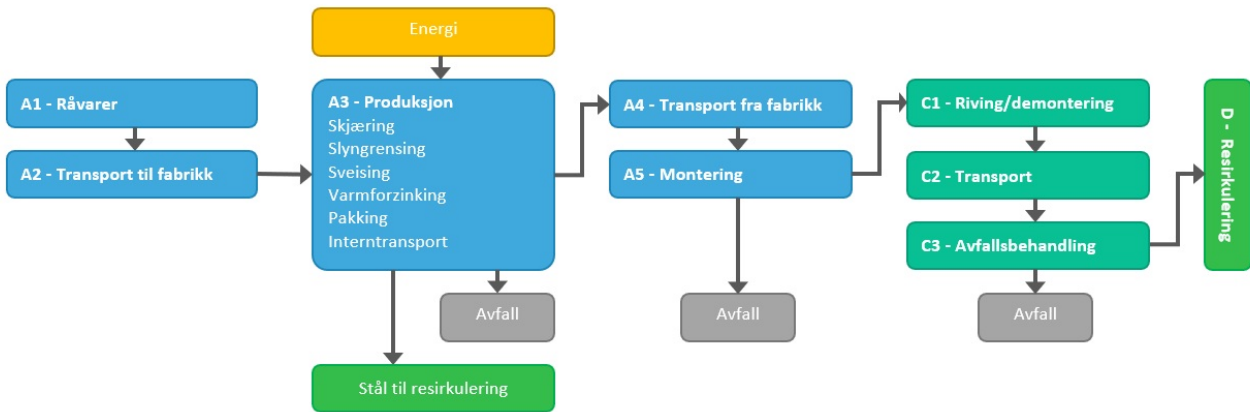 Energi
A1 - Råvarer
A2 - Transport til fabrikk
A3 - Produksjon
Skjæring
Slyngrensing
Sveising
Varmforzinking
Pakking
Interntransport
Avfall
Stål til resirkulering
A4 - Transport fra fabrikk
A5 - Montering
Avfall
C1 - Riving/demontering
C2 - Transport
C3 - Avfallsbehandling
Avfall
D - Resirkulering